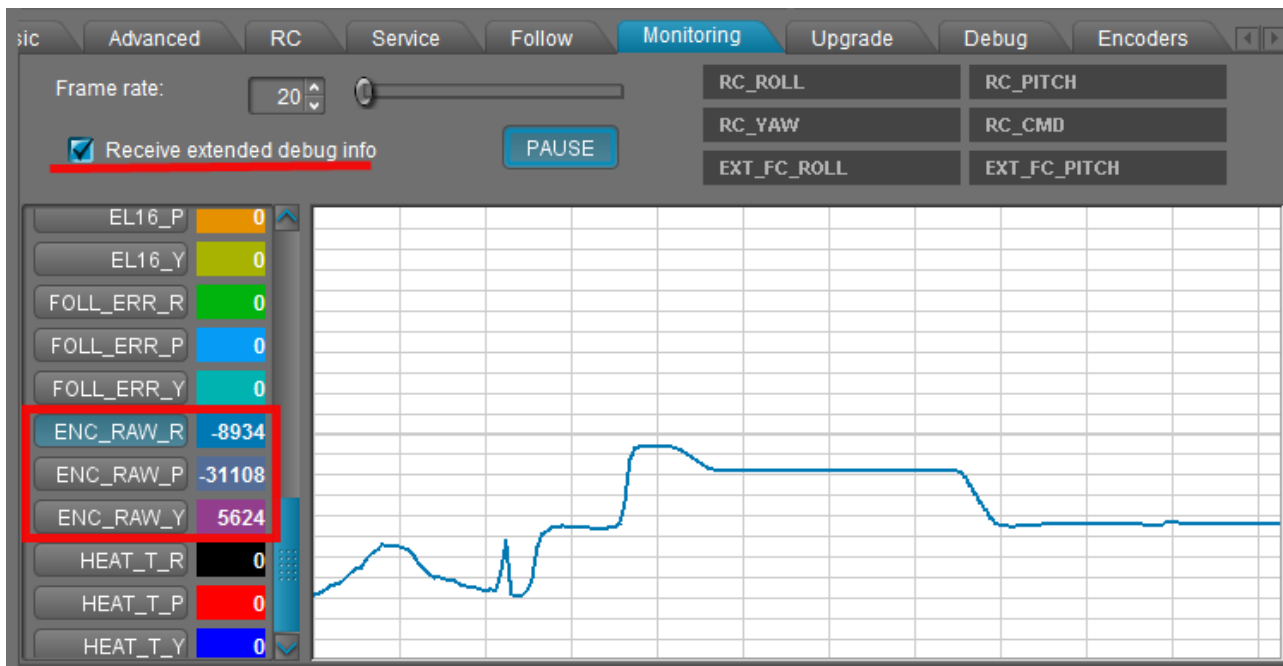 sic Advanced RC Service Follow Monitoring Upgrade Debug Encoders
Frame rate: 20
Receive extended debug info
PAUSE
RC_ROLL RC_PITCH
RC_YAW RC_CMD
EXT_FC_ROLL EXT_FC_PITCH
EL16_P 0
EL16_Y 0
FOLL_ERR_R 0
FOLL_ERR_P 0
FOLL_ERR_Y 0
ENC_RAW_R -8934
ENC_RAW_P -31108
ENC_RAW_Y 5624
HEAT_T_R 0
HEAT_T_P 0
HEAT_T_Y 0